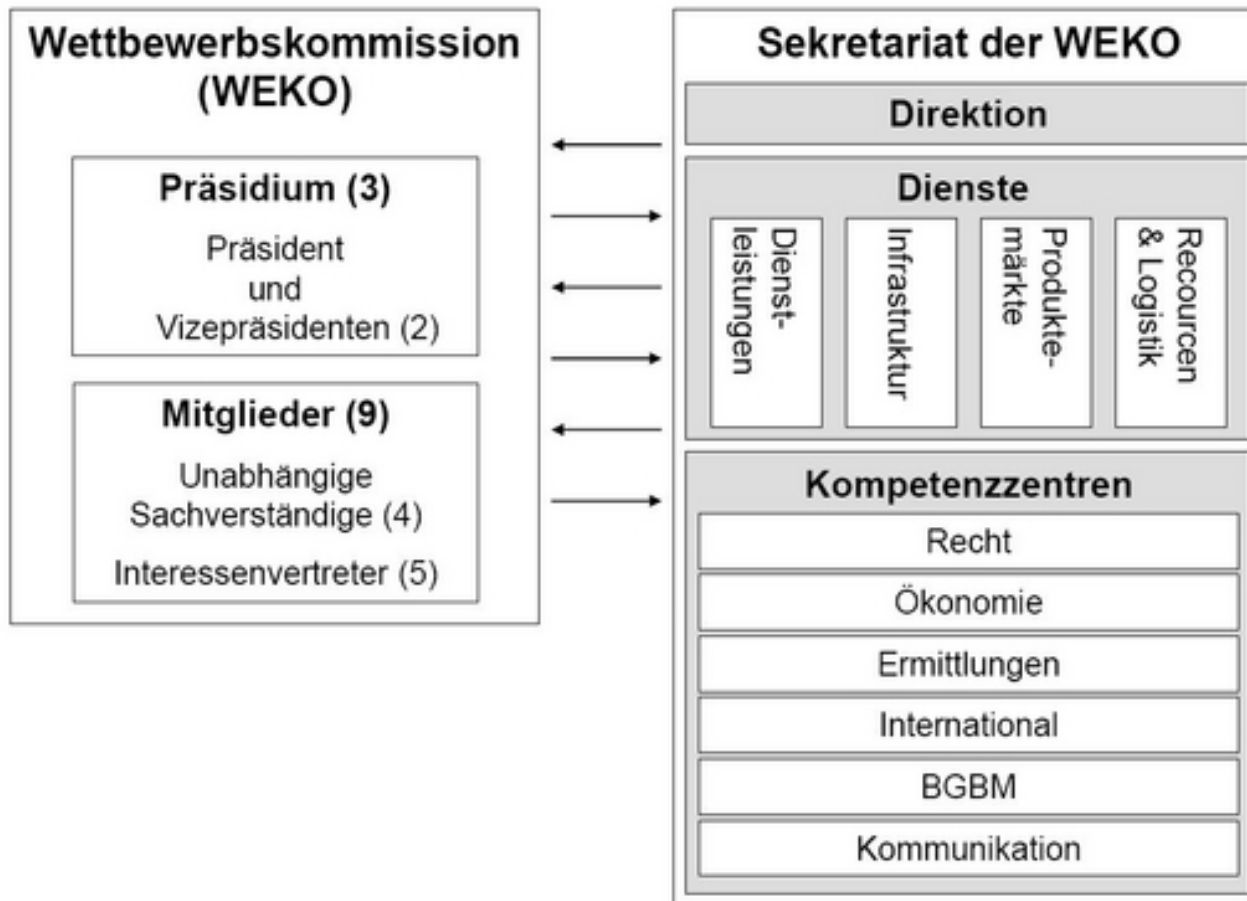 Wettbewerbskommission
(WEKO)
Präsidium (3)
Präsident
und
Vizepräsidenten (2)
Mitglieder (9)
Unabhängige
Sachverständige (4)
Interessenvertreter (5)
Sekretariat der WEKO
Direktion
Dienste
Dienst-
leistungen
Infrastruktur
Produkte-
märkte
Recourcen
& Logistik
Kompetenzzentren
Recht
Ökonomie
Ermittlungen
International
BGBM
Kommunikation